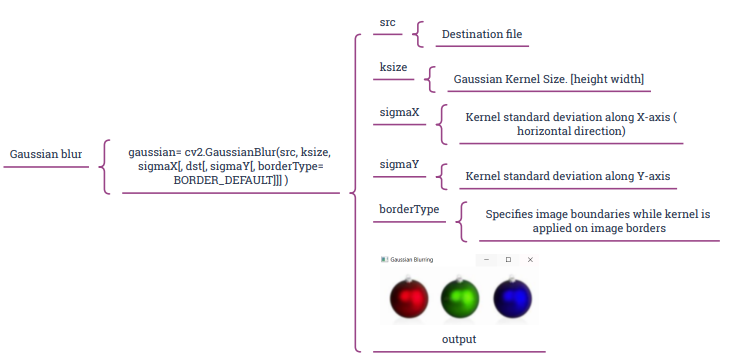 src
Destination file
ksize
Gaussian Kernel Size. [height width]
sigmaX
Kernel standard deviation along X-axis (
horizontal direction)
Gaussian blur
gaussian= cv2.GaussianBlur(src, ksize,
sigmaX[, dst[, sigmaY[, borderType=
BORDER_DEFAULT]]] )
sigmaY
Kernel standard deviation along Y-axis
borderType
Specifies image boundaries while kernel is
applied on image borders
Gaussian Blurring
output